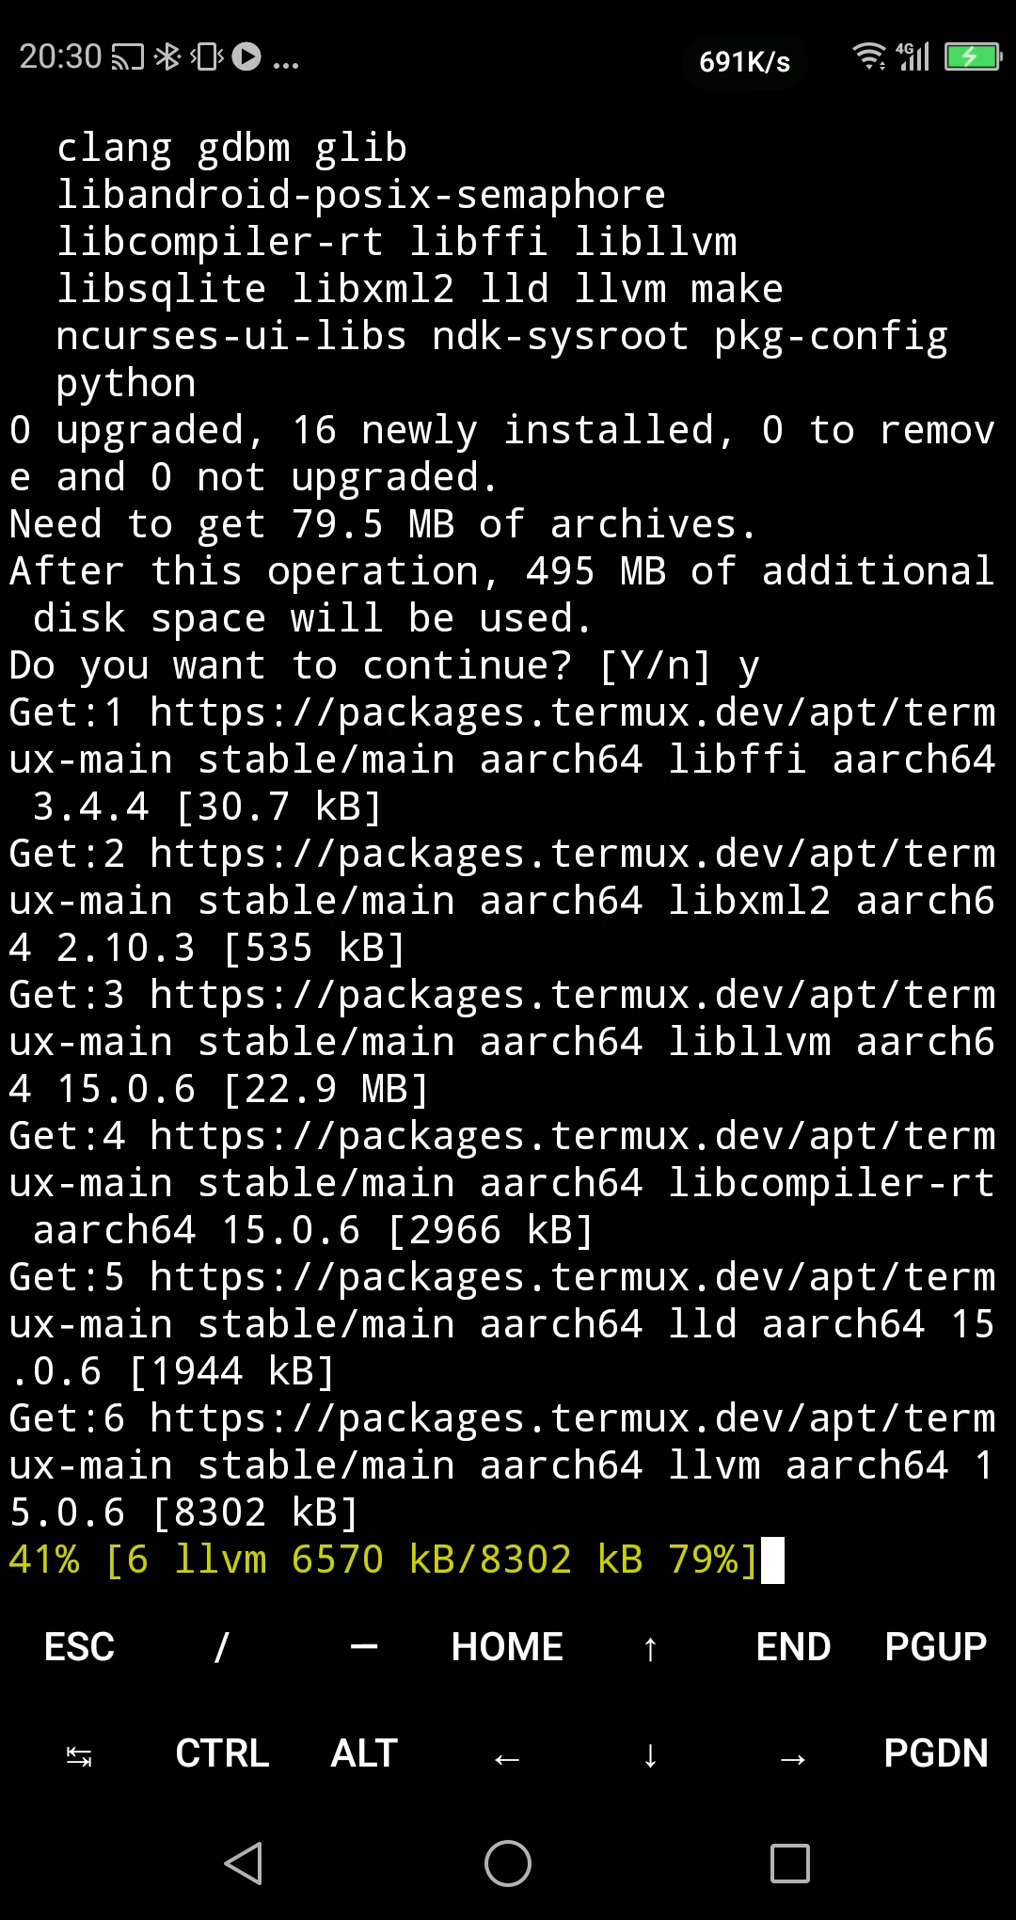 20:30 ... 691K/s 4G
clang gdbm glib
libandroid-posix-semaphore
libcompiler-rt libffi libllvm
libsqlite libxml2 lld llvm make
ncurses-ui-libs ndk-sysroot pkg-config
python
0 upgraded, 16 newly installed, 0 to remov
e and 0 not upgraded.
Need to get 79.5 MB of archives.
After this operation, 495 MB of additional
disk space will be used.
Do you want to continue? [Y/n] y
Get:1 https://packages.termux.dev/apt/term
ux-main stable/main aarch64 libffi aarch64
3.4.4 [30.7 kB]
Get:2 https://packages.termux.dev/apt/term
ux-main stable/main aarch64 libxml2 aarch6
4 2.10.3 [535 kB]
Get:3 https://packages.termux.dev/apt/term
ux-main stable/main aarch64 libllvm aarch6
4 15.0.6 [22.9 MB]
Get:4 https://packages.termux.dev/apt/term
ux-main stable/main aarch64 libcompiler-rt
aarch64 15.0.6 [2966 kB]
Get:5 https://packages.termux.dev/apt/term
ux-main stable/main aarch64 lld aarch64 15
.0.6 [1944 kB]
Get:6 https://packages.termux.dev/apt/term
ux-main stable/main aarch64 llvm aarch64 1
5.0.6 [8302 kB]
41% [6 llvm 6570 kB/8302 kB 79%]
ESC / — HOME ↑ END PGUP
↹ CTRL ALT ← ↓ → PGDN